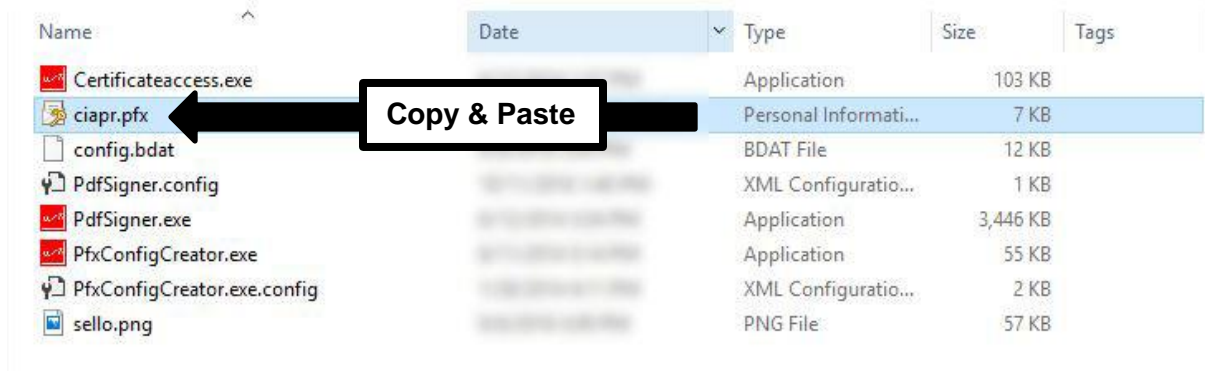 Name Date Type Size Tags
Certificateaccess.exe Application 103 KB
ciapr.pfx Copy & Paste Personal Informati... 7 KB
config.bdat BDAT File 12 KB
PdfSigner.config XML Configuratio... 1 KB
PdfSigner.exe Application 3,446 KB
PfxConfigCreator.exe Application 55 KB
PfxConfigCreator.exe.config XML Configuratio... 2 KB
sello.png PNG File 57 KB